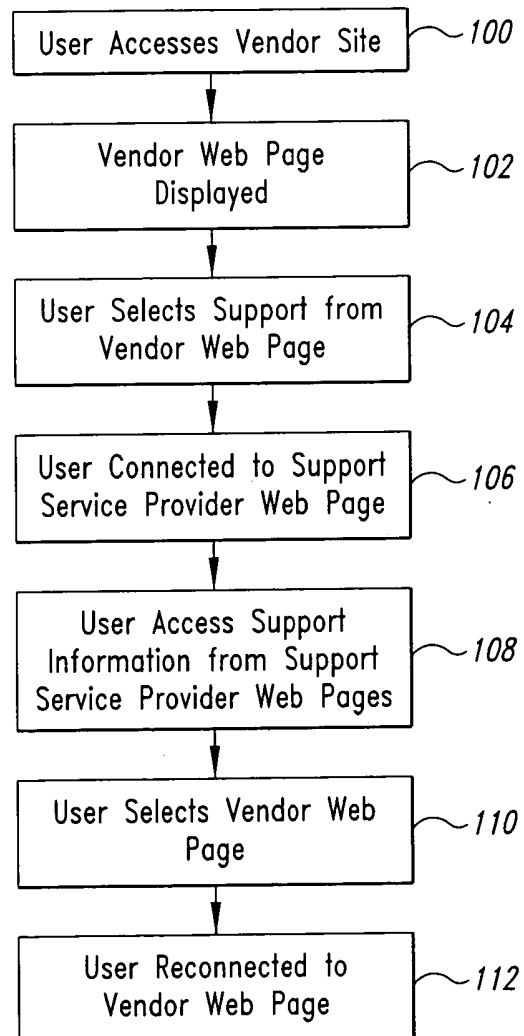 User Accesses Vendor Site
100
Vendor Web Page
Displayed
102
User Selects Support from
Vendor Web Page
104
User Connected to Support
Service Provider Web Page
106
User Access Support
Information from Support
Service Provider Web Pages
108
User Selects Vendor Web
Page
110
User Reconnected to
Vendor Web Page
112